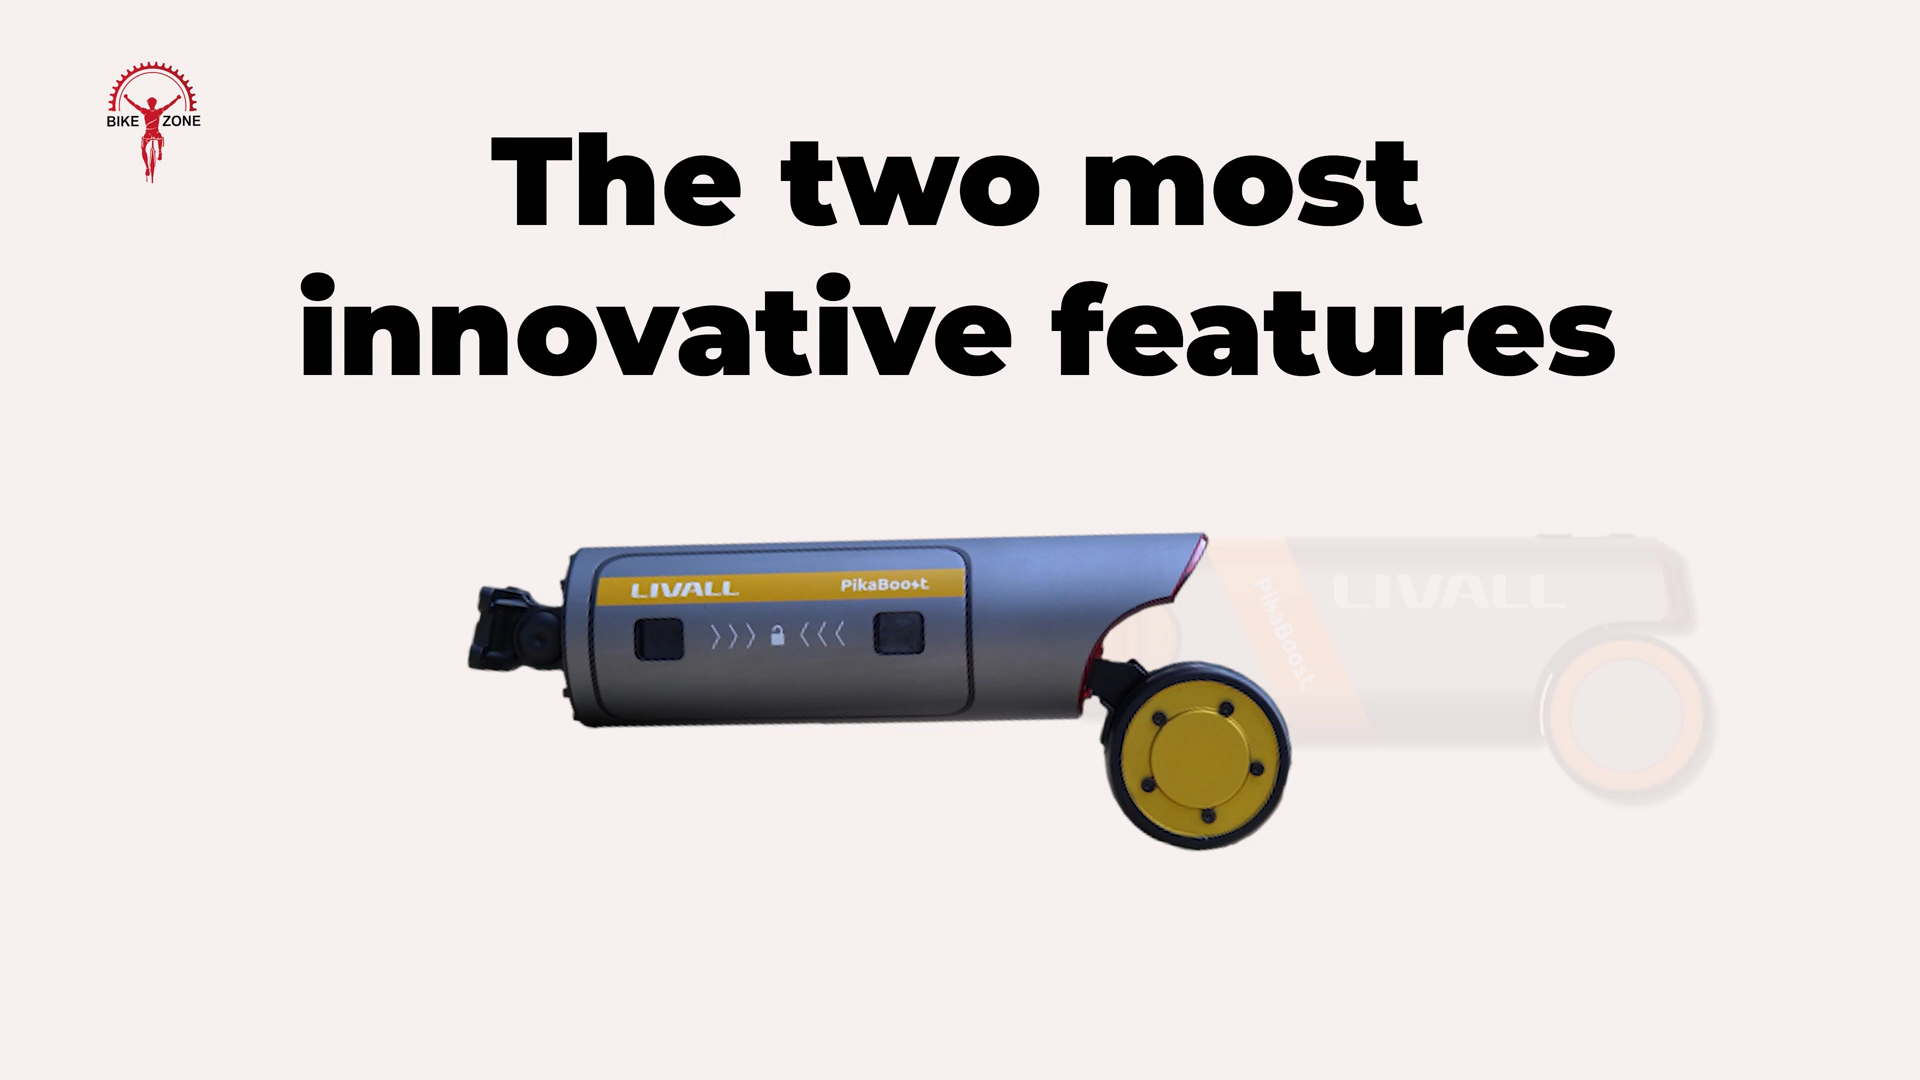 BIKE ZONE
The two most
innovative features
LIVALL PikaBoost
LIVALL
PikaBoost